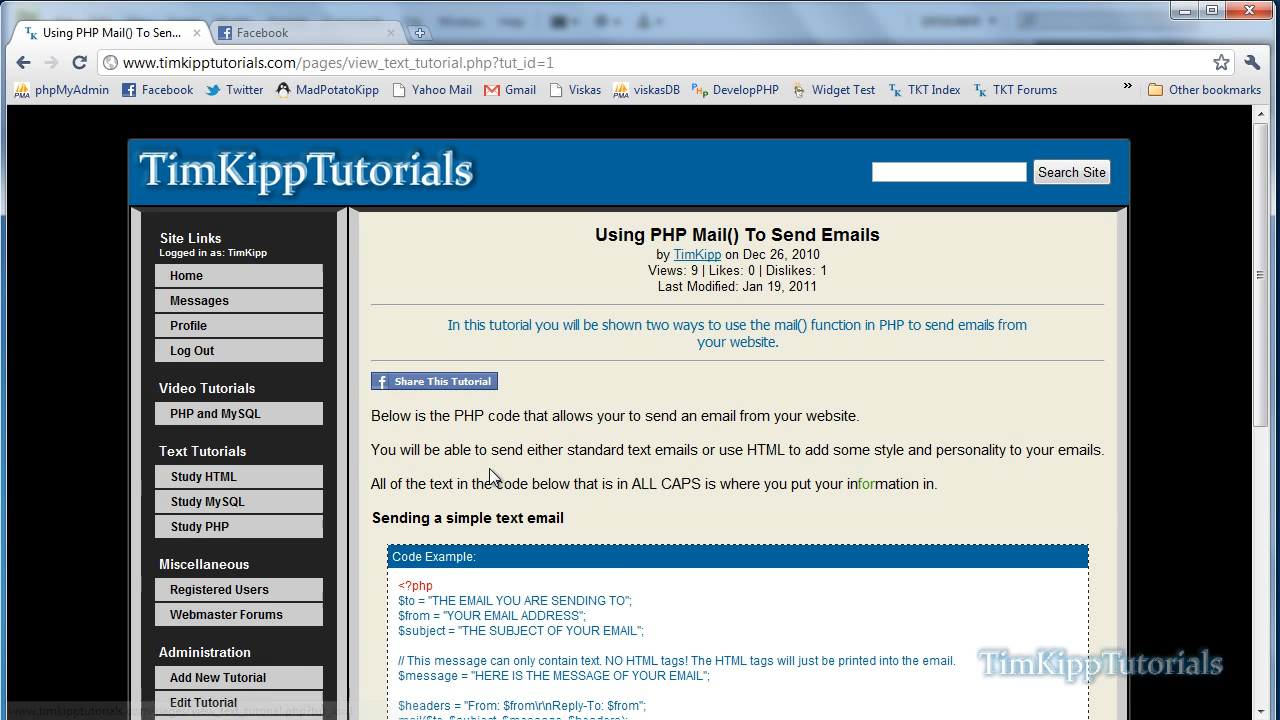 Using PHP Mail() To Sen...
Facebook
www.timkipptutorials.com/pages/view_text_tutorial.php?tut_id=1
phpMyAdmin
Facebook
Twitter
MadPotatoKipp
Yahoo Mail
Gmail
Viskas
viskasDB
DevelopPHP
Widget Test
TKT Index
TKT Forums
»
Other bookmarks
TimKippTutorials
Search Site
Site Links
Logged in as: TimKipp
Home
Messages
Profile
Log Out
Video Tutorials
PHP and MySQL
Text Tutorials
Study HTML
Study MySQL
Study PHP
Miscellaneous
Registered Users
Webmaster Forums
Administration
Add New Tutorial
Edit Tutorial
Using PHP Mail() To Send Emails
by TimKipp on Dec 26, 2010
Views: 9 | Likes: 0 | Dislikes: 1
Last Modified: Jan 19, 2011
In this tutorial you will be shown two ways to use the mail() function in PHP to send emails from
your website.
Share This Tutorial
Below is the PHP code that allows your to send an email from your website.
You will be able to send either standard text emails or use HTML to add some style and personality to your emails.
All of the text in the code below that is in ALL CAPS is where you put your information in.
Sending a simple text email
Code Example:
<?php
$to = "THE EMAIL YOU ARE SENDING TO";
$from = "YOUR EMAIL ADDRESS";
$subject = "THE SUBJECT OF YOUR EMAIL";
// This message can only contain text. NO HTML tags! The HTML tags will just be printed into the email.
$message = "HERE IS THE MESSAGE OF YOUR EMAIL";
$headers = "From: $from\r\nReply-To: $from";
mail($to, $subject, $message, $headers);
TimKippTutorials